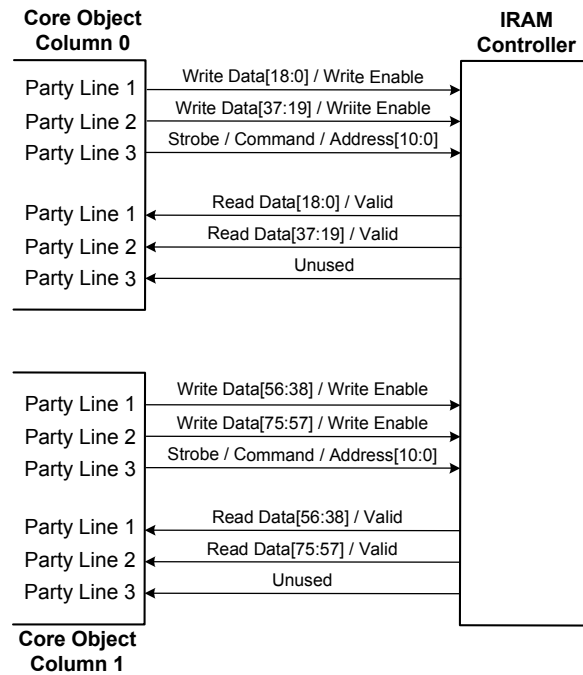 Core Object
Column 0
IRAM
Controller
Party Line 1
Write Data[18:0] / Write Enable
Party Line 2
Write Data[37:19] / Wriite Enable
Party Line 3
Strobe / Command / Address[10:0]
Party Line 1
Read Data[18:0] / Valid
Party Line 2
Read Data[37:19] / Valid
Party Line 3
Unused
Party Line 1
Write Data[56:38] / Write Enable
Party Line 2
Write Data[75:57] / Write Enable
Party Line 3
Strobe / Command / Address[10:0]
Party Line 1
Read Data[56:38] / Valid
Party Line 2
Read Data[75:57] / Valid
Party Line 3
Unused
Core Object
Column 1